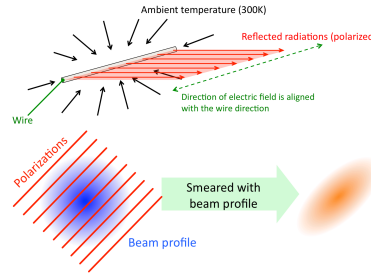 Ambient temperature (300K)
Reflected radiations (polarized
Direction of electric field is aligned
with the wire direction
Wire
Polarizations
Smeared with
beam profile
Beam profile